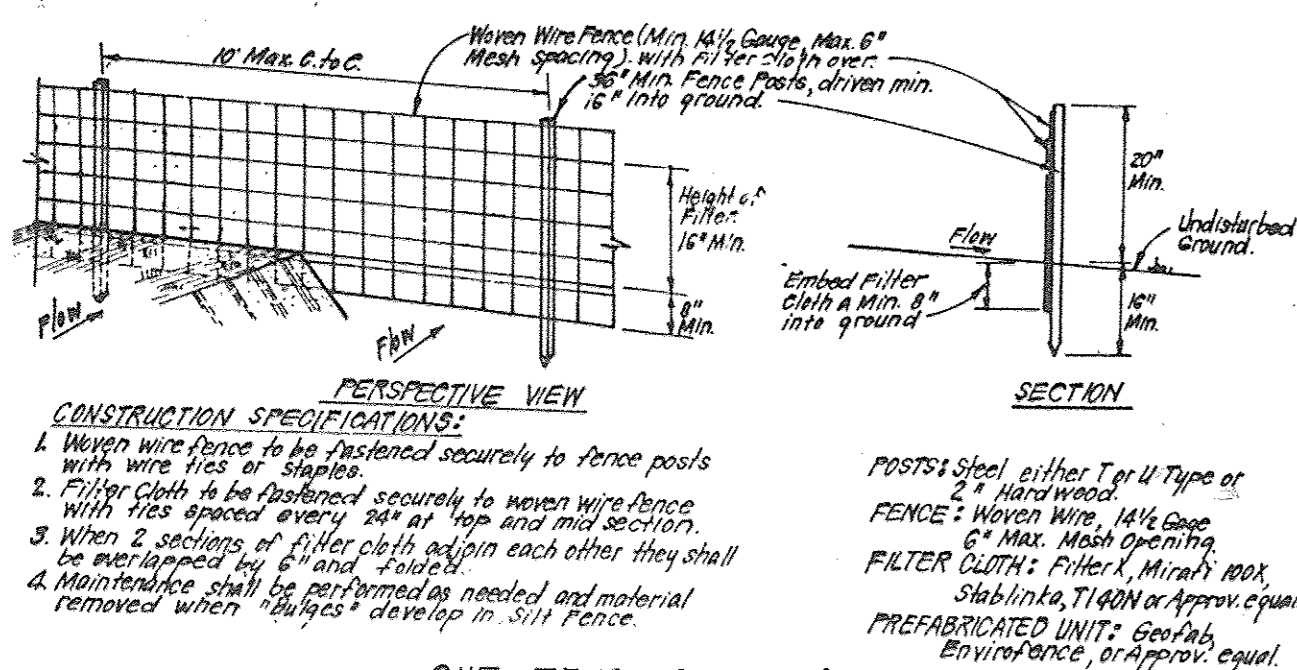 Woven Wire Fence (Min. 14½ Gauge, Max. 6"
Mesh spacing) with Filter Cloth over.
10' Max. C. to C.
36" Min. Fence Posts, driven min.
16" Into ground.
Height of
Filter
16" Min.
8"
Min.
Flow
Flow
PERSPECTIVE VIEW
20"
Min.
Undisturbed
Ground.
Flow
Embed Filter
Cloth a Min. 8"
into ground
16"
Min.
SECTION
CONSTRUCTION SPECIFICATIONS:
1. Woven wire fence to be fastened securely to fence posts
with wire ties or staples.
2. Filter Cloth to be fastened securely to woven wire fence
with ties spaced every 24" at top and mid section.
3. When 2 sections of filter cloth adjoin each other they shall
be overlapped by 6" and folded.
4. Maintenance shall be performed as needed and material
removed when "bulges" develop in Silt Fence.
POSTS: Steel either T or U Type or
2" Hardwood.
FENCE: Woven Wire, 14½ Gage
6" Max. Mesh Opening.
FILTER CLOTH: Filter X, Mirafi 100X,
Stablinka, T140N or Approv. equal
PREFABRICATED UNIT: Geofab,
Envirofence, or Approv. equal.